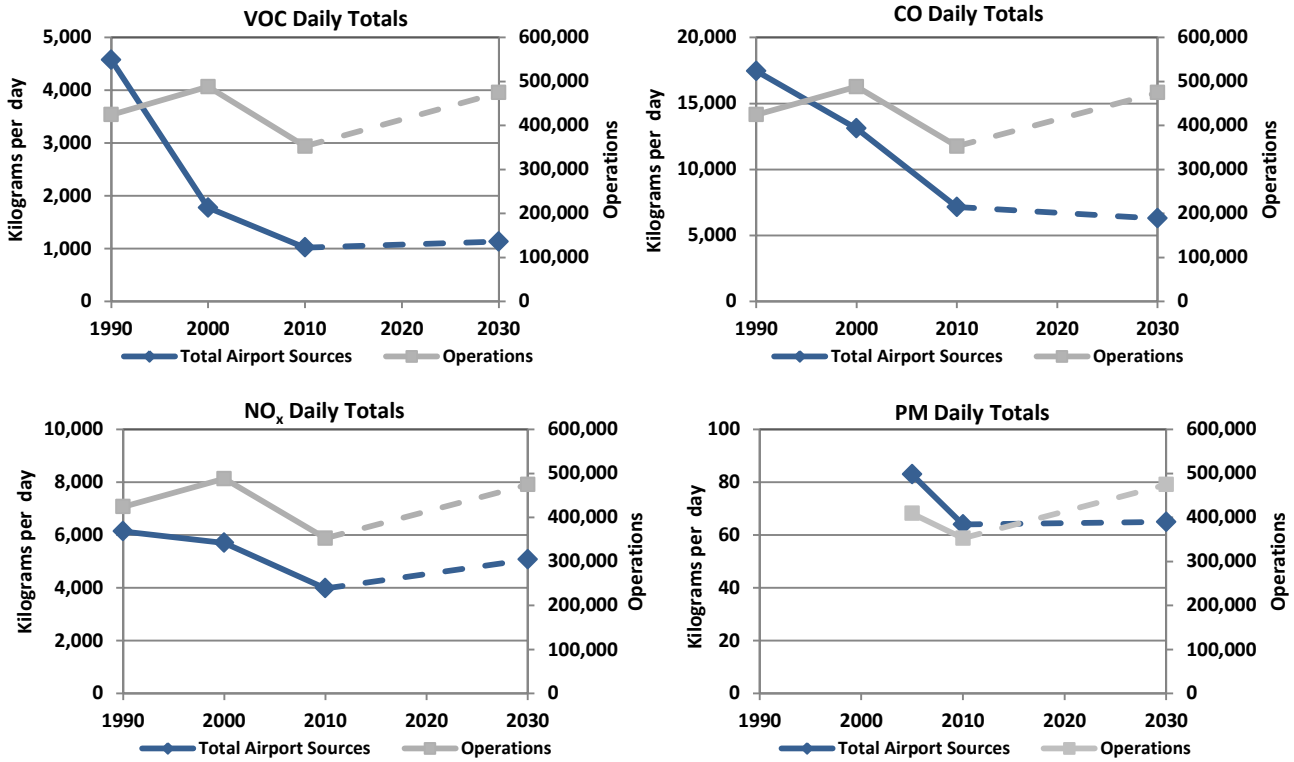 VOC Daily Totals
5,000
4,000
3,000
2,000
1,000
0
Kilograms per day
600,000
500,000
400,000
300,000
200,000
100,000
0
Operations
1990 2000 2010 2020 2030
Total Airport Sources Operations
CO Daily Totals
20,000
15,000
10,000
5,000
0
Kilograms per day
600,000
500,000
400,000
300,000
200,000
100,000
0
Operations
1990 2000 2010 2020 2030
Total Airport Sources Operations
NOx Daily Totals
10,000
8,000
6,000
4,000
2,000
0
Kilograms per day
600,000
500,000
400,000
300,000
200,000
100,000
0
Operations
1990 2000 2010 2020 2030
Total Airport Sources Operations
PM Daily Totals
100
80
60
40
20
0
Kilograms per day
600,000
500,000
400,000
300,000
200,000
100,000
0
Operations
1990 2000 2010 2020 2030
Total Airport Sources Operations